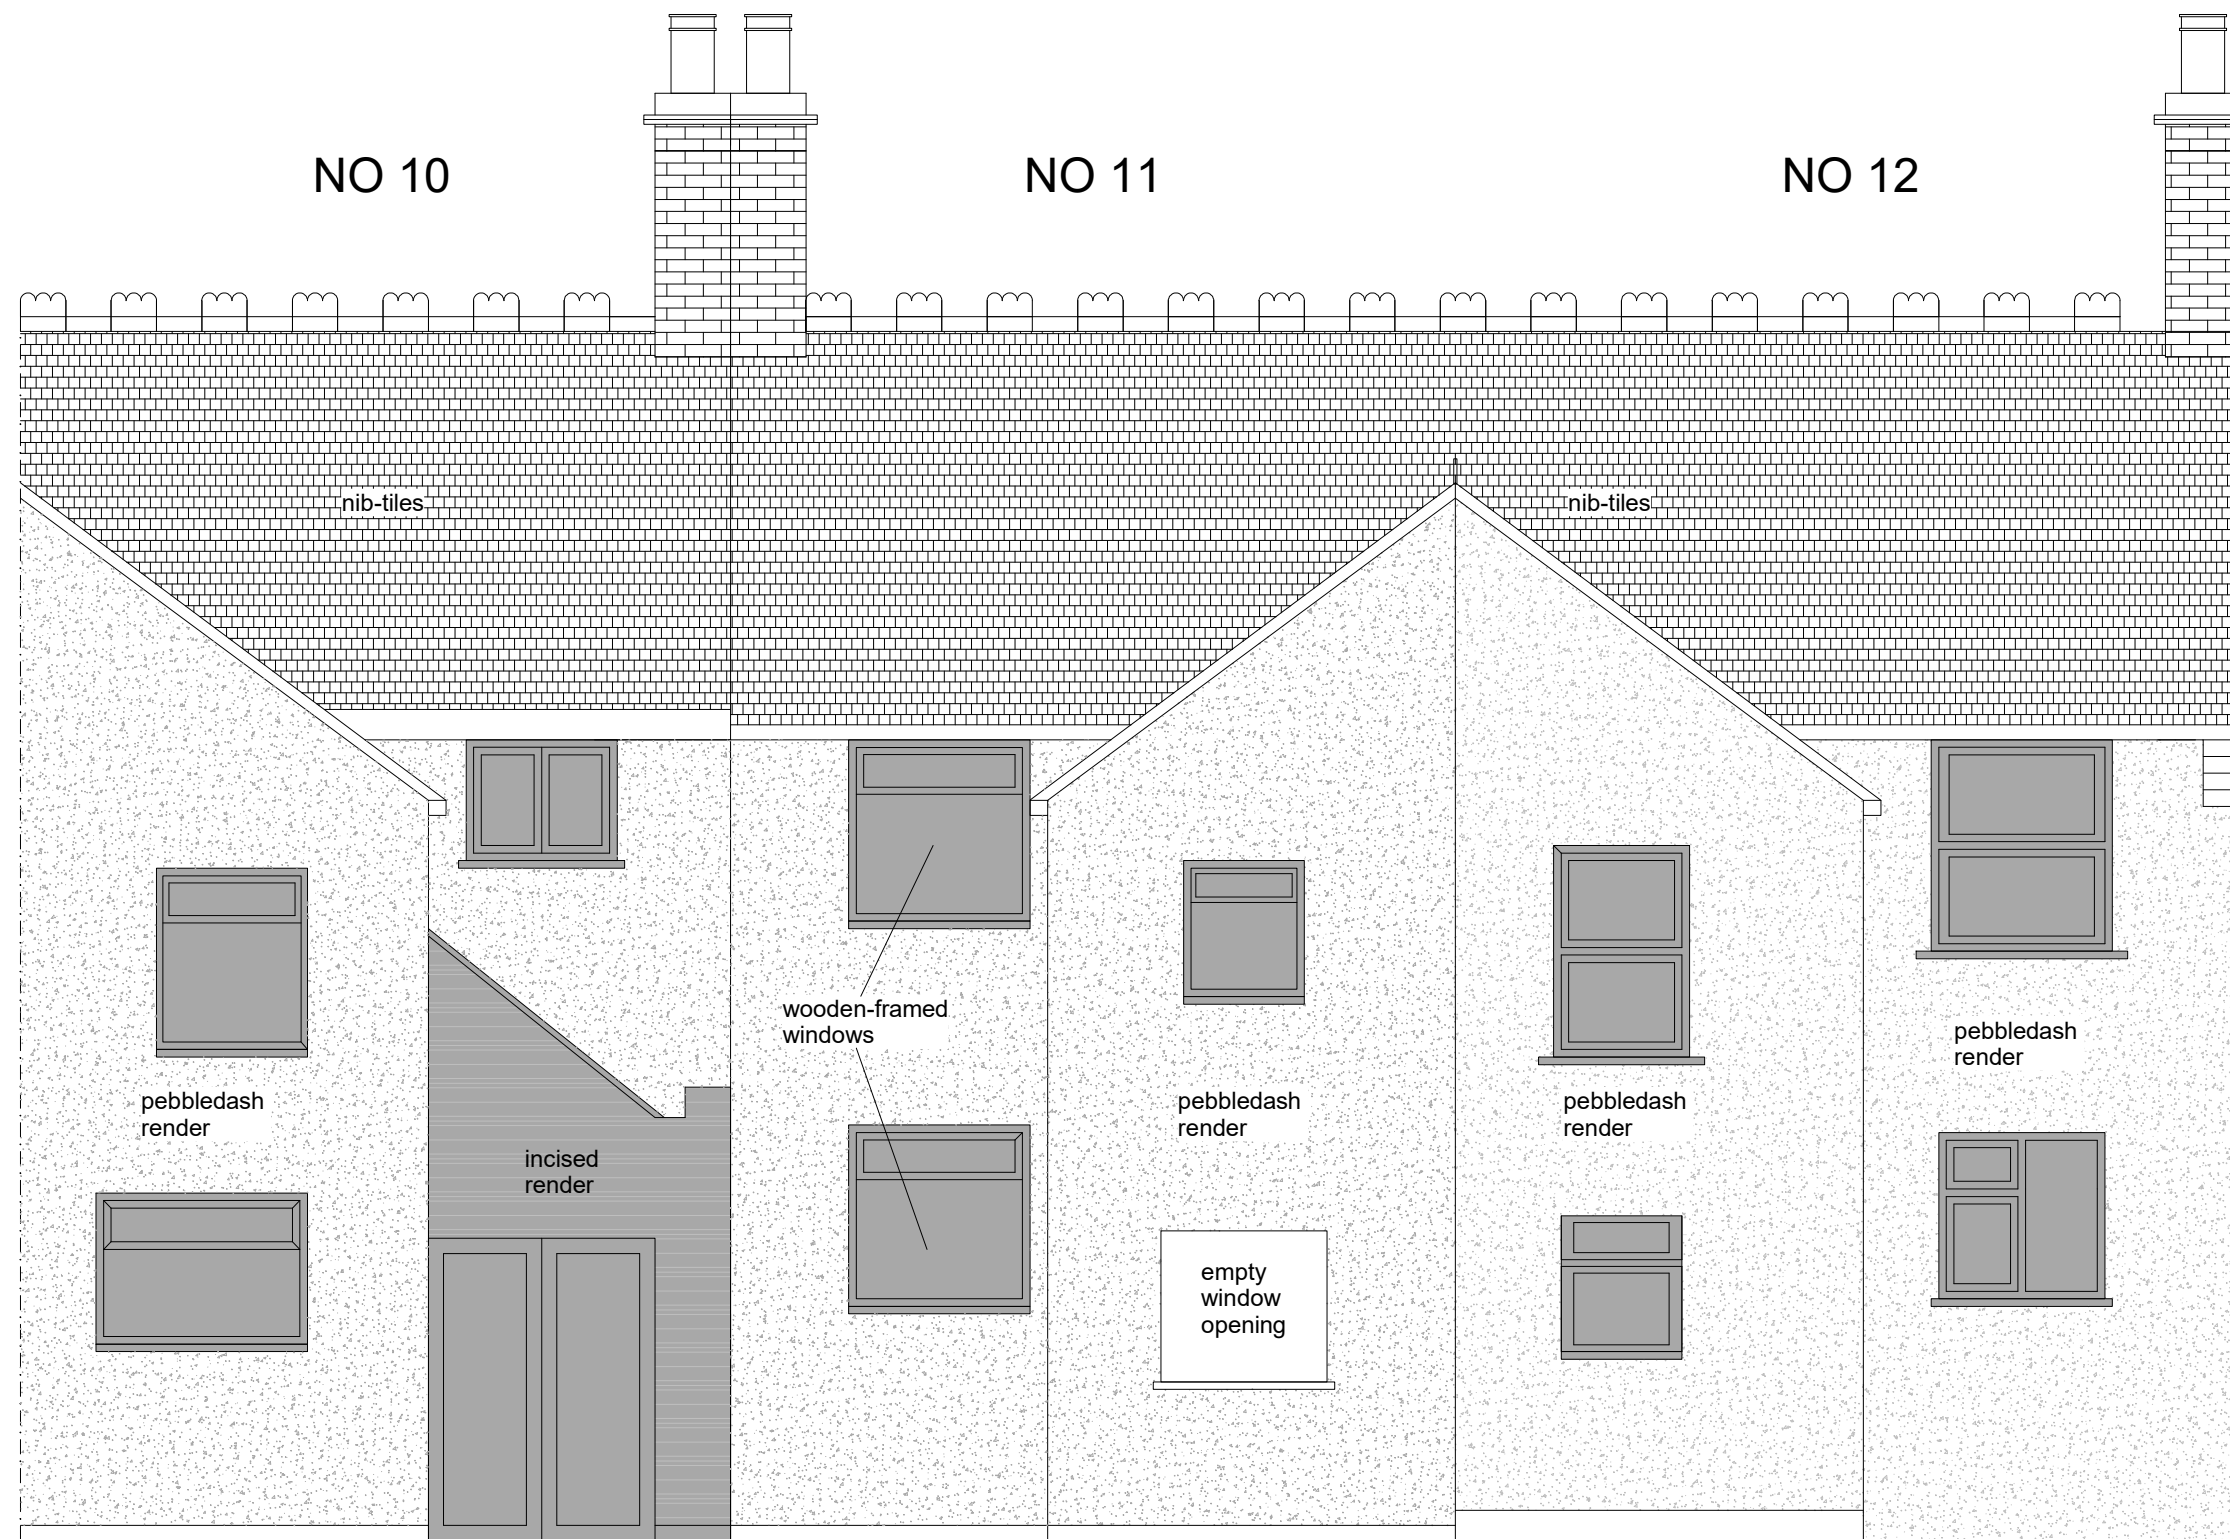 NO 10
NO 11
NO 12
nib-tiles
nib-tiles
wooden-framed
windows
pebbledash
render
pebbledash
render
pebbledash
render
pebbledash
render
incised
render
empty
window
opening